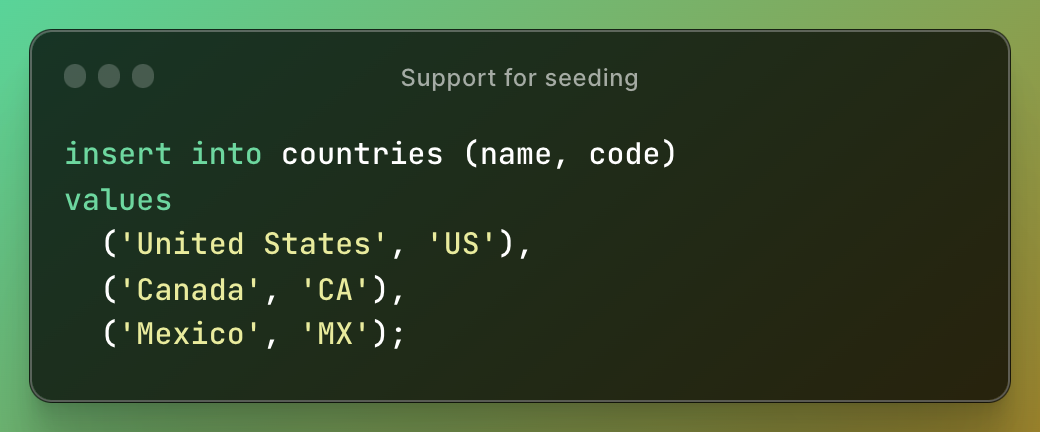 Support for seeding
insert into countries (name, code)
values
  ('United States', 'US'),
  ('Canada', 'CA'),
  ('Mexico', 'MX');